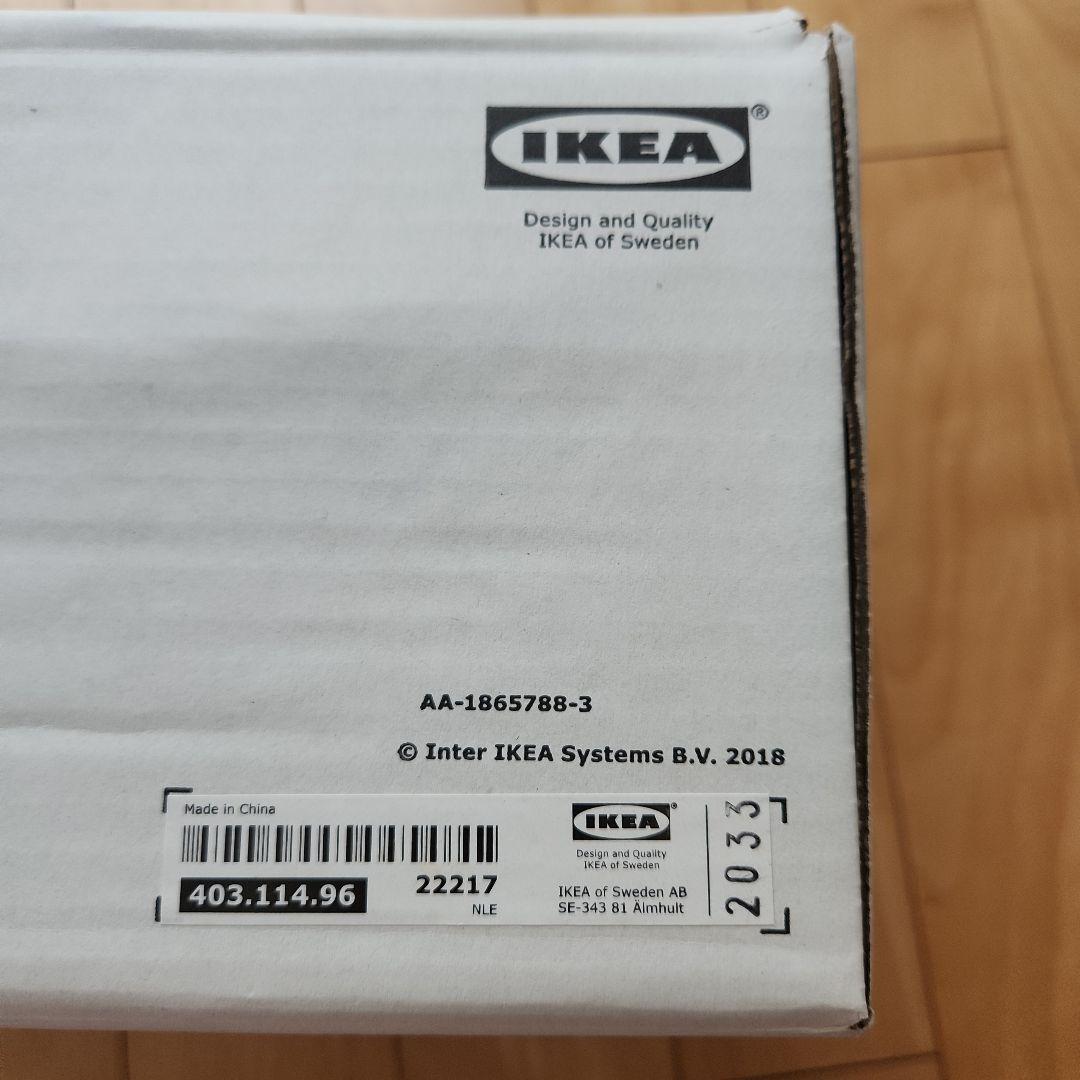 IKEA®
Design and Quality
IKEA of Sweden
AA-1865788-3
© Inter IKEA Systems B.V. 2018
Made in China
403.114.96
22217
NLE
IKEA®
Design and Quality
IKEA of Sweden
IKEA of Sweden AB
SE-343 81 Älmhult
2033